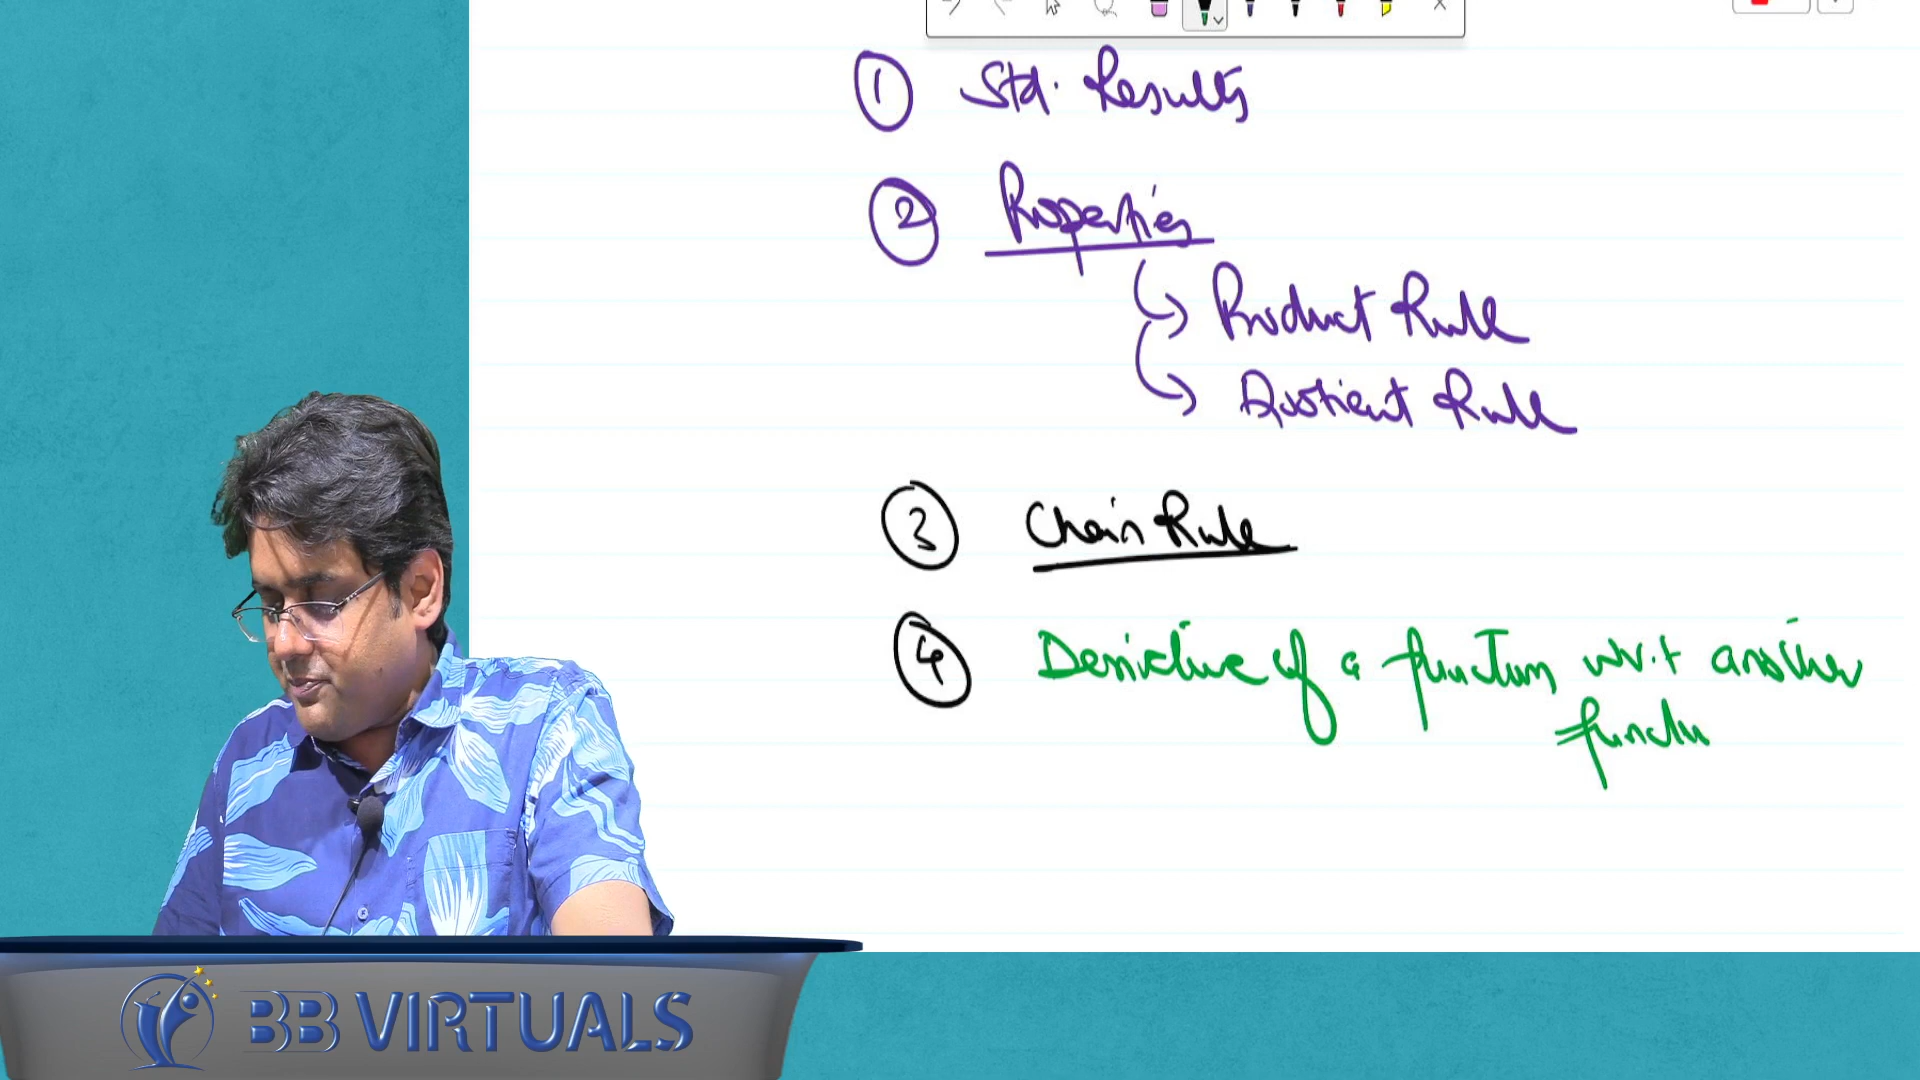 ① Std. Results
② Properties
↳ Product Rule
↳ Quotient Rule
③ Chain Rule
④ Derivative of a function w.r.t another
function
BB VIRTUALS